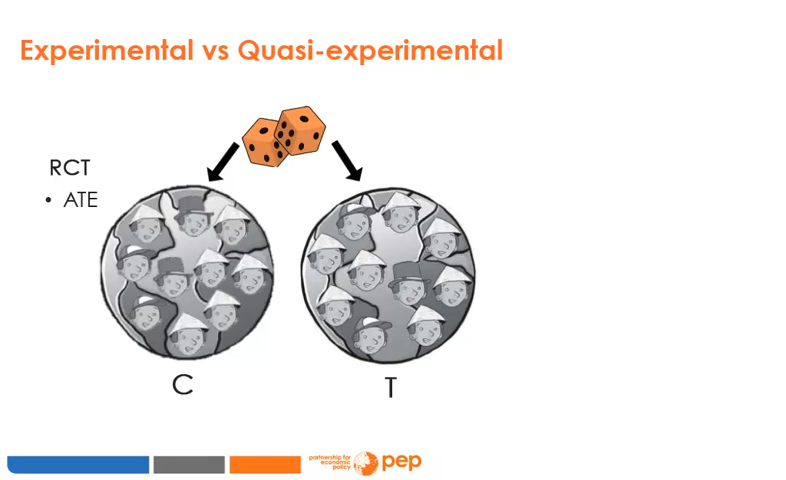 Experimental vs Quasi-experimental
RCT
• ATE
C
T
partnership for
economic
policy
pep